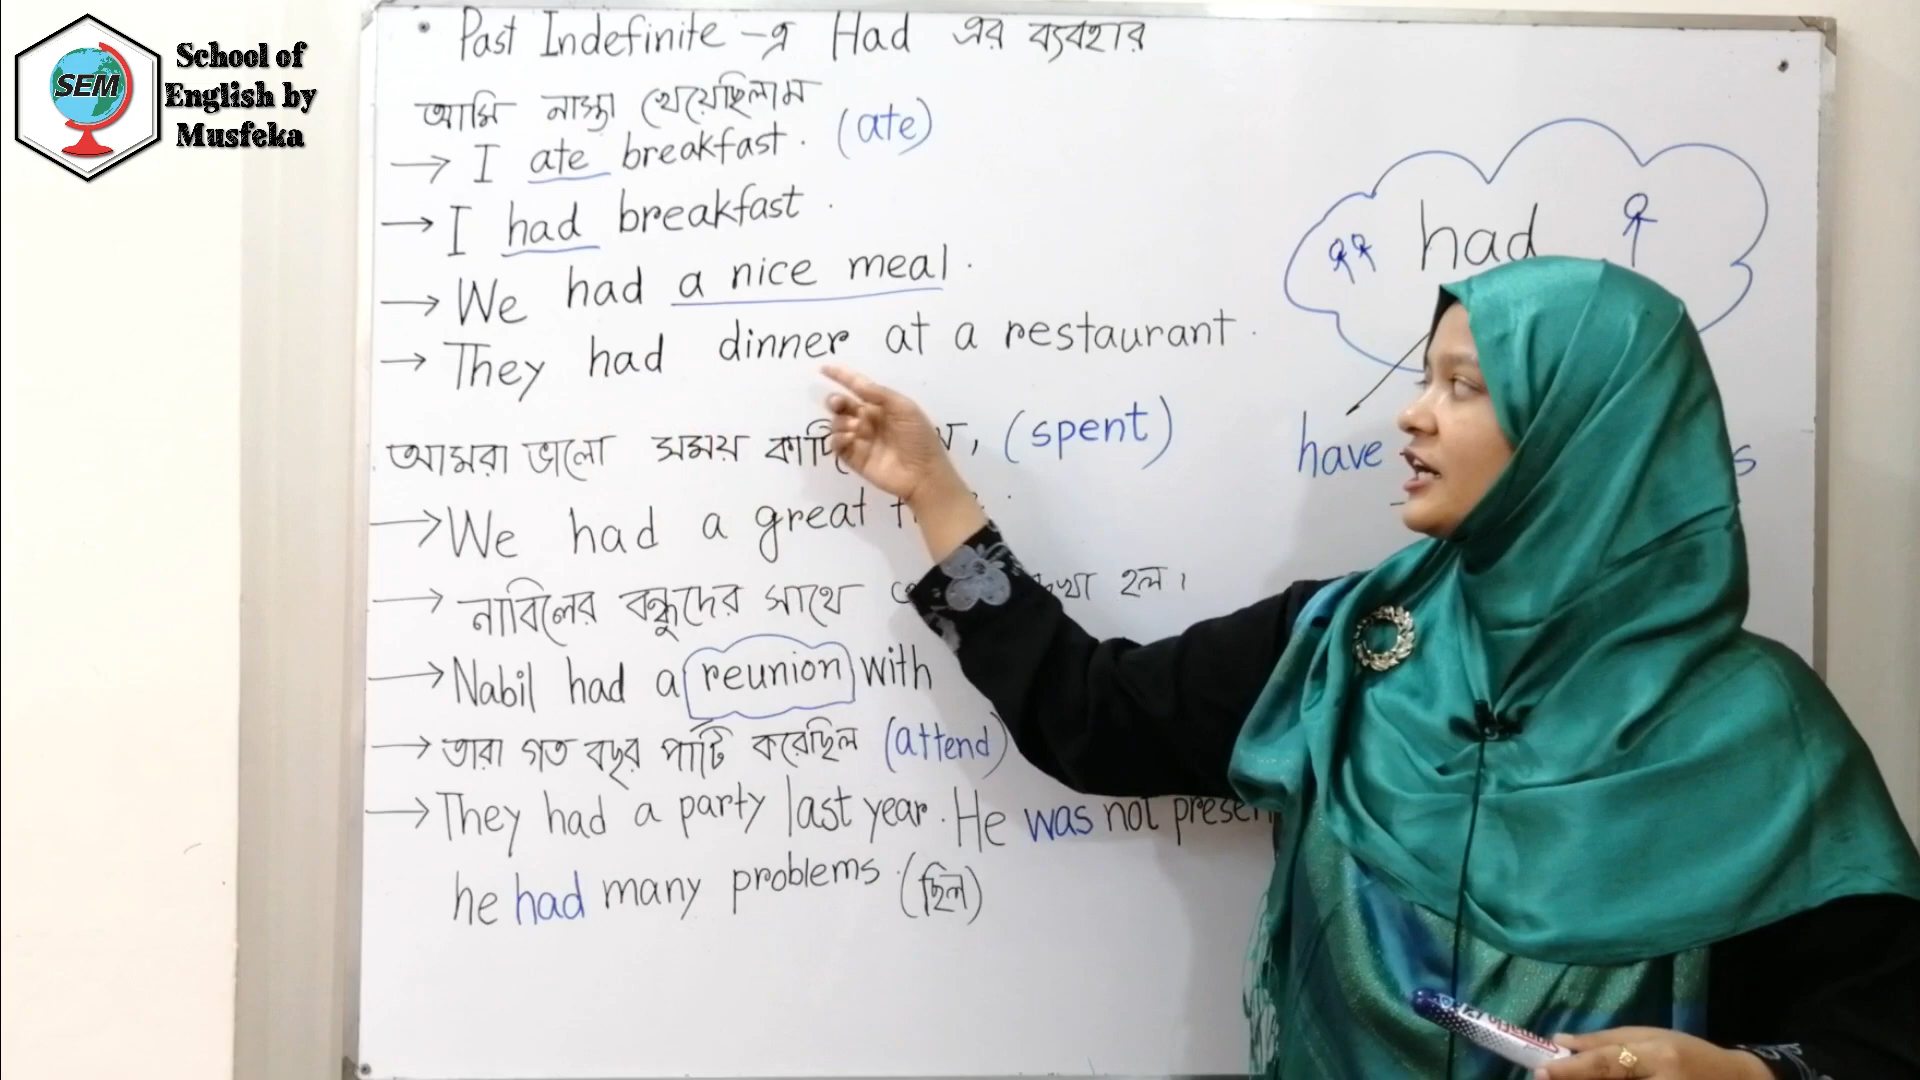 SEM
School of
English by
Musfeka
• Past Indefinite -এ Had এর ব্যবহার
আমি নাস্তা খেয়েছিলাম
→ I ate breakfast. (ate)
→ I had breakfast.
→ We had a nice meal.
→ They had dinner at a restaurant.
আমরা ভালো সময় (spent)
→ We had a great
→ নাবিলের বন্ধুদের সাথে হল।
→ Nabil had a reunion with
→ তারা গত বছর পার্টি করেছিল (attend)
→ They had a party last year. He was not
he had many problems. (ছিল)
had
have